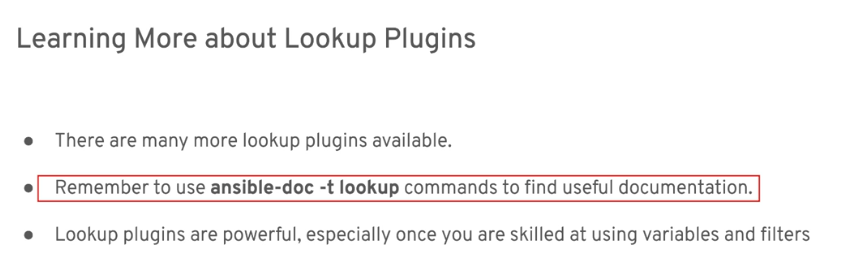 Learning More about Lookup Plugins
● There are many more lookup plugins available.
● Remember to use ansible-doc -t lookup commands to find useful documentation.
● Lookup plugins are powerful, especially once you are skilled at using variables and filters